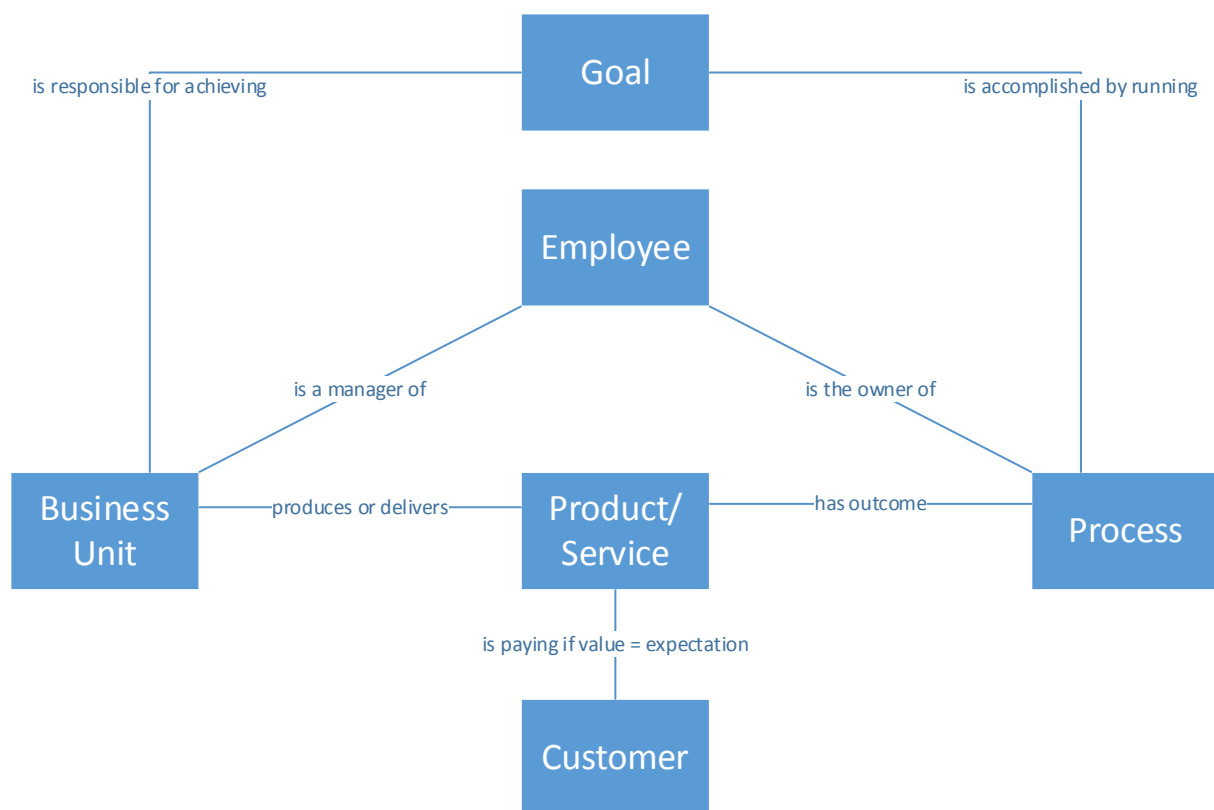 Goal
is responsible for achieving
is accomplished by running
Employee
is a manager of
is the owner of
Business
Unit
produces or delivers
Product/
Service
has outcome
Process
is paying if value = expectation
Customer